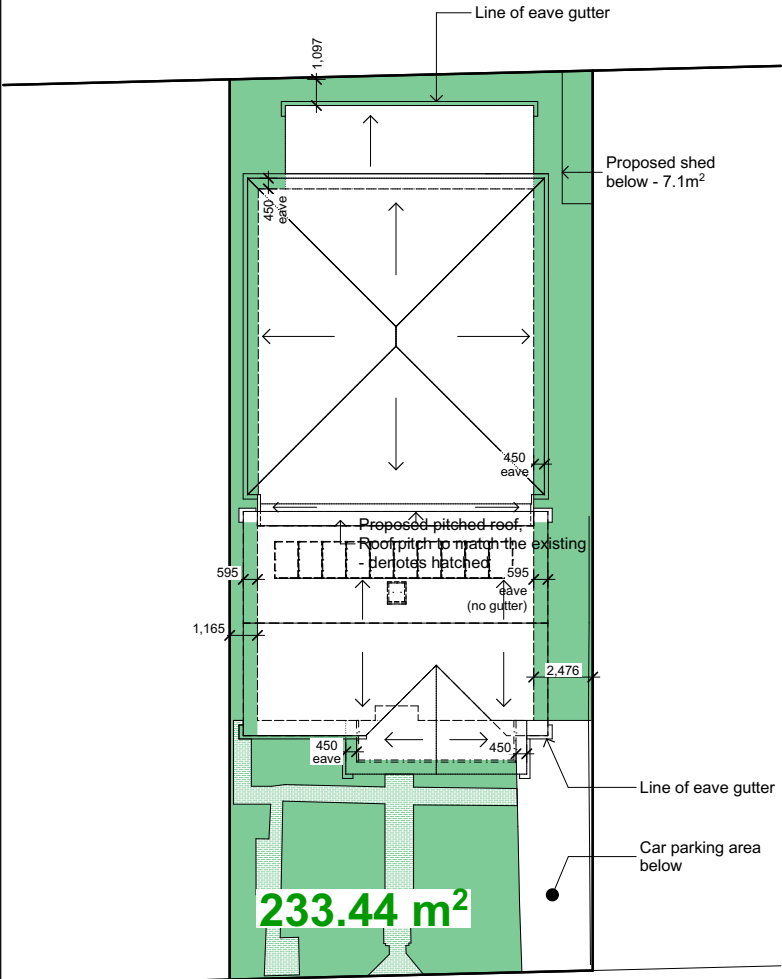 Line of eave gutter
1,097
Proposed shed
below - 7.1m²
450
eave
450
eave
Proposed pitched roof,
Roof pitch to match the existing
- denotes hatched
595
595
eave
(no gutter)
1,165
2,476
450
eave
450
Line of eave gutter
Car parking area
below
233.44 m²